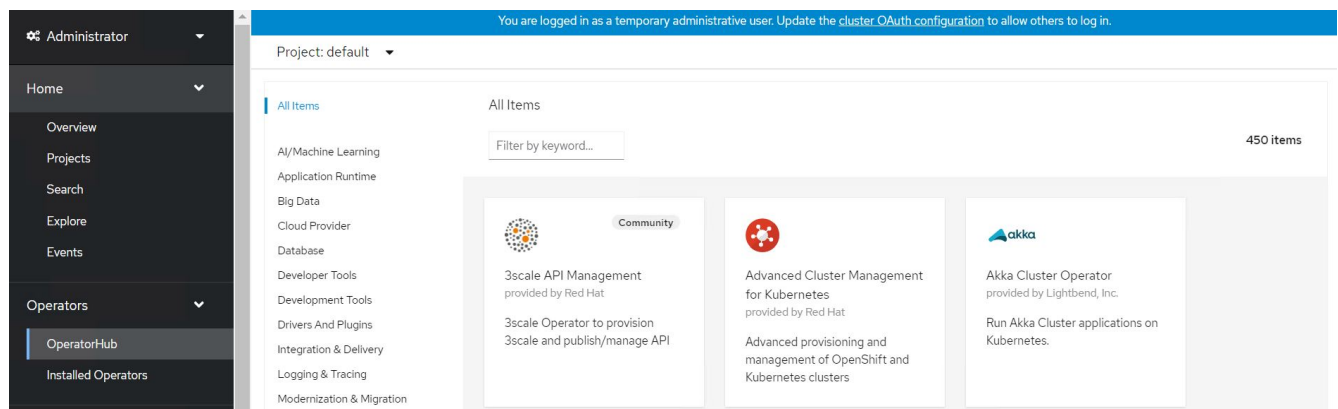 You are logged in as a temporary administrative user. Update the cluster OAuth configuration to allow others to log in.
Administrator
Project: default
Home
Overview
Projects
Search
Explore
Events
Operators
OperatorHub
Installed Operators
All Items
AI/Machine Learning
Application Runtime
Big Data
Cloud Provider
Database
Developer Tools
Development Tools
Drivers And Plugins
Integration & Delivery
Logging & Tracing
Modernization & Migration
All Items
Filter by keyword...
450 items
Community
3scale API Management
provided by Red Hat
3scale Operator to provision
3scale and publish/manage API
Advanced Cluster Management
for Kubernetes
provided by Red Hat
Advanced provisioning and
management of OpenShift and
Kubernetes clusters
akka
Akka Cluster Operator
provided by Lightbend, Inc.
Run Akka Cluster applications on
Kubernetes.